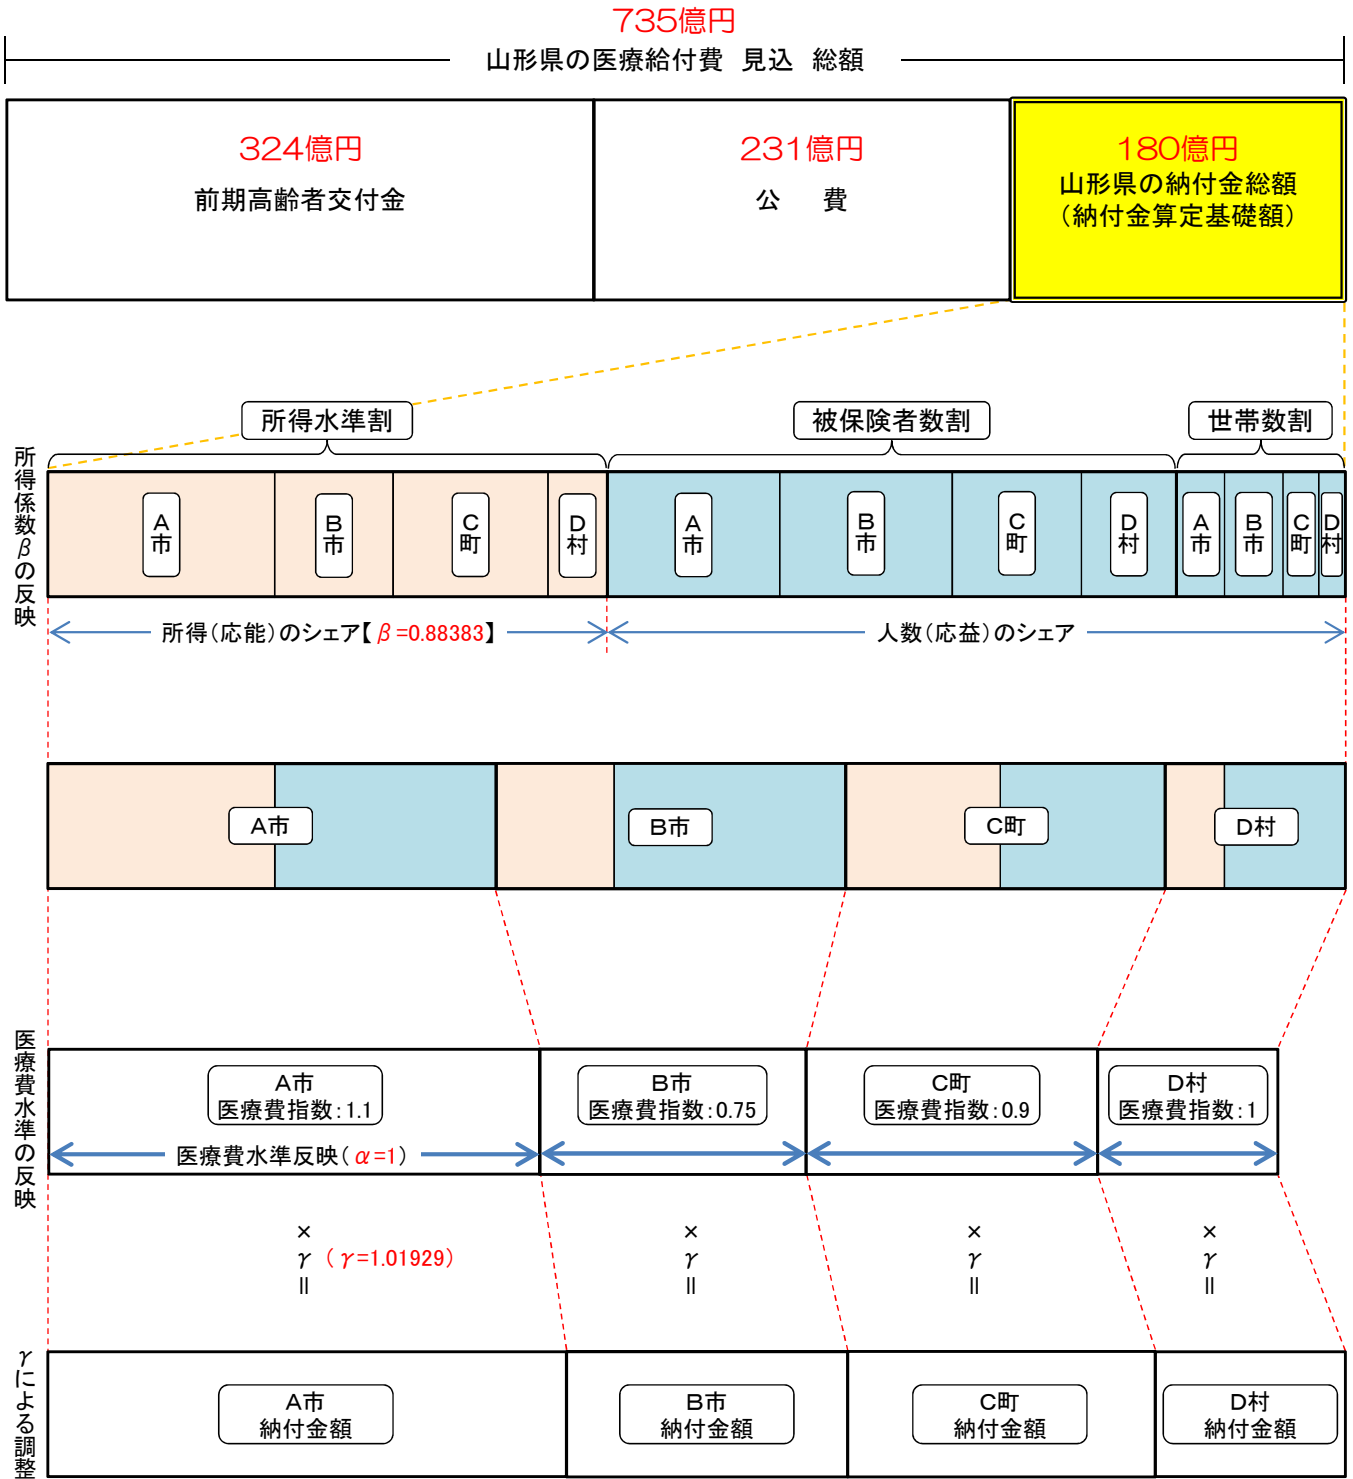 735億円
山形県の医療給付費 見込 総額
324億円
前期高齢者交付金
231億円
公 費
180億円
山形県の納付金総額
（納付金算定基礎額）
所得水準割
被保険者数割
世帯数割
所得係数βの反映
A市
B市
C町
D村
A市
B市
C町
D村
A市
B市
C町
D村
所得（応能）のシェア【β=0.88383】
人数（応益）のシェア
A市
B市
C町
D村
医療費水準の反映
A市
医療費指数：1.1
B市
医療費指数：0.75
C町
医療費指数：0.9
D村
医療費指数：1
医療費水準反映（α=1）
×
γ（γ=1.01929）
＝
×
γ
＝
×
γ
＝
×
γ
＝
γによる調整
A市
納付金額
B市
納付金額
C町
納付金額
D村
納付金額